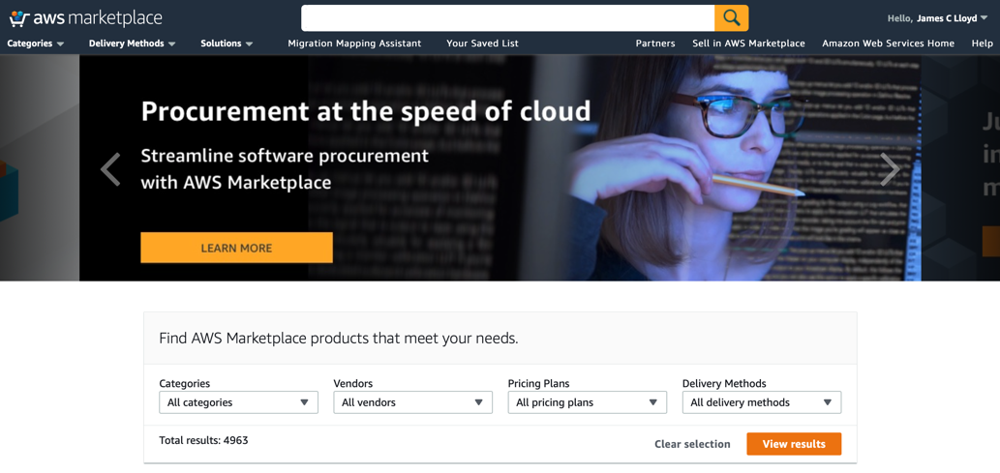 aws marketplace
Hello, James C Lloyd
Categories Delivery Methods Solutions Migration Mapping Assistant Your Saved List Partners Sell in AWS Marketplace Amazon Web Services Home Help
Procurement at the speed of cloud
Streamline software procurement
with AWS Marketplace
LEARN MORE
Find AWS Marketplace products that meet your needs.
Categories Vendors Pricing Plans Delivery Methods
All categories All vendors All pricing plans All delivery methods
Total results: 4963
Clear selection View results